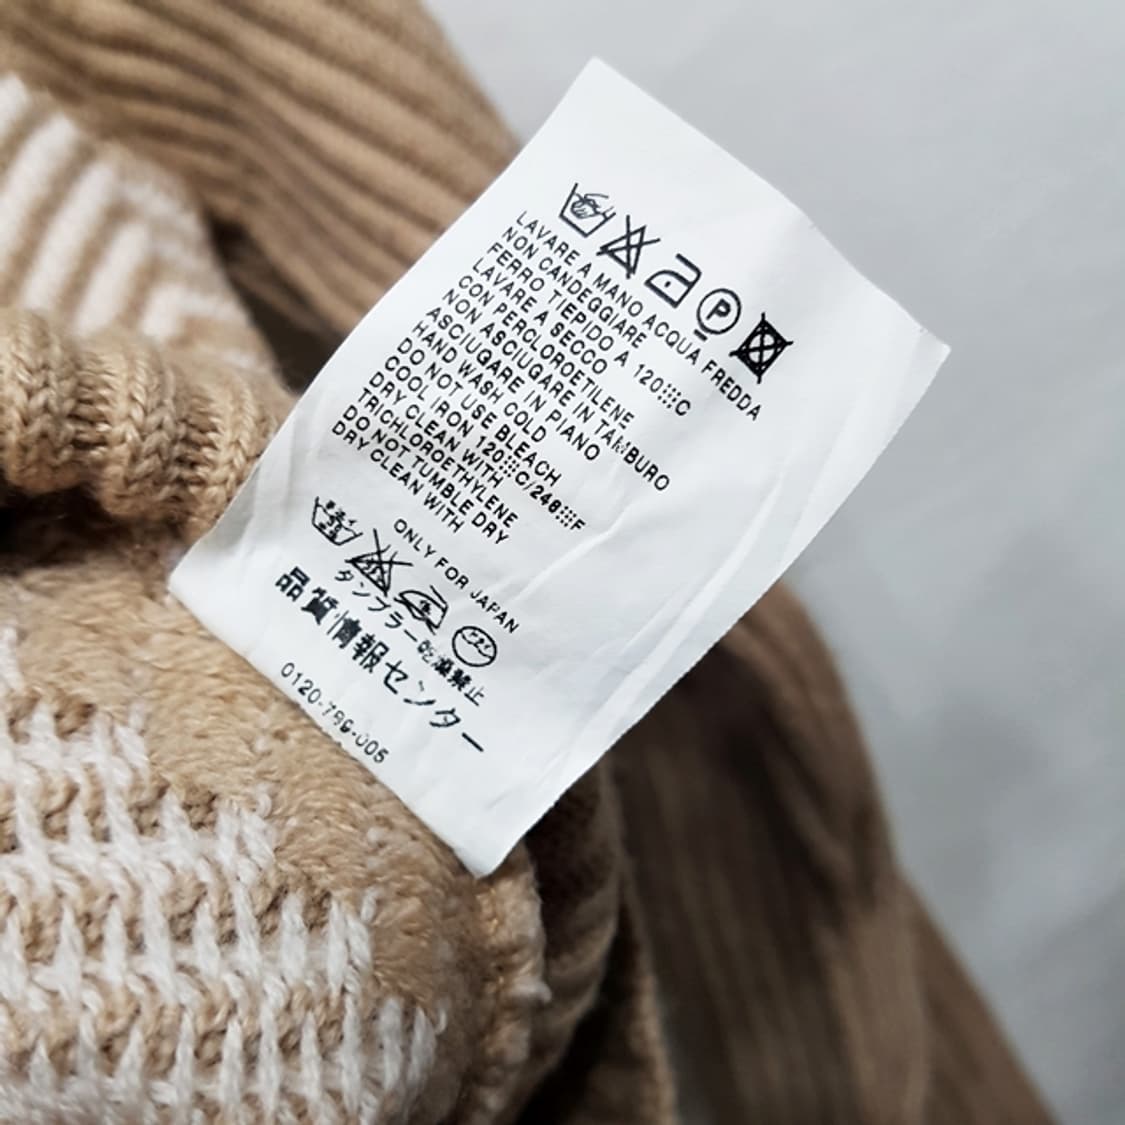 LAVARE A MANO ACQUA FREDDA
NON CANDEGGIARE
FERRO TIEPIDO A 120⁝⁝⁝C
LAVARE A SECCO
CON PERCLOROETILENE
NON ASCIUGARE IN TAMBURO
ASCIUGARE IN PIANO
HAND WASH COLD
DO NOT USE BLEACH
COOL IRON 120⁝⁝⁝C/248⁝⁝⁝F
DRY CLEAN WITH
TRICHLOROETHYLENE
DO NOT TUMBLE DRY
DRY CLEAN WITH
ONLY FOR JAPAN
タンブラー乾燥禁止
品質情報センター